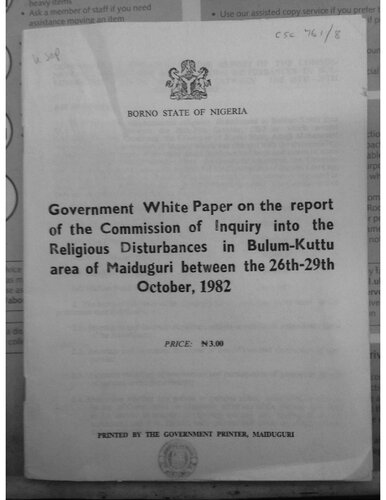 heavy items
• Ask a member of staff if you need
assistance moving an item
• Use our assisted copy service if you prefer
CSC 761/8
BORNO STATE OF NIGERIA
Government White Paper on the report
of the Commission of Inquiry into the
Religious Disturbances in Bulum-Kuttu
area of Maiduguri between the 26th-29th
October, 1982
PRICE: ₦3.00
PRINTED BY THE GOVERNMENT PRINTER, MAIDUGURI